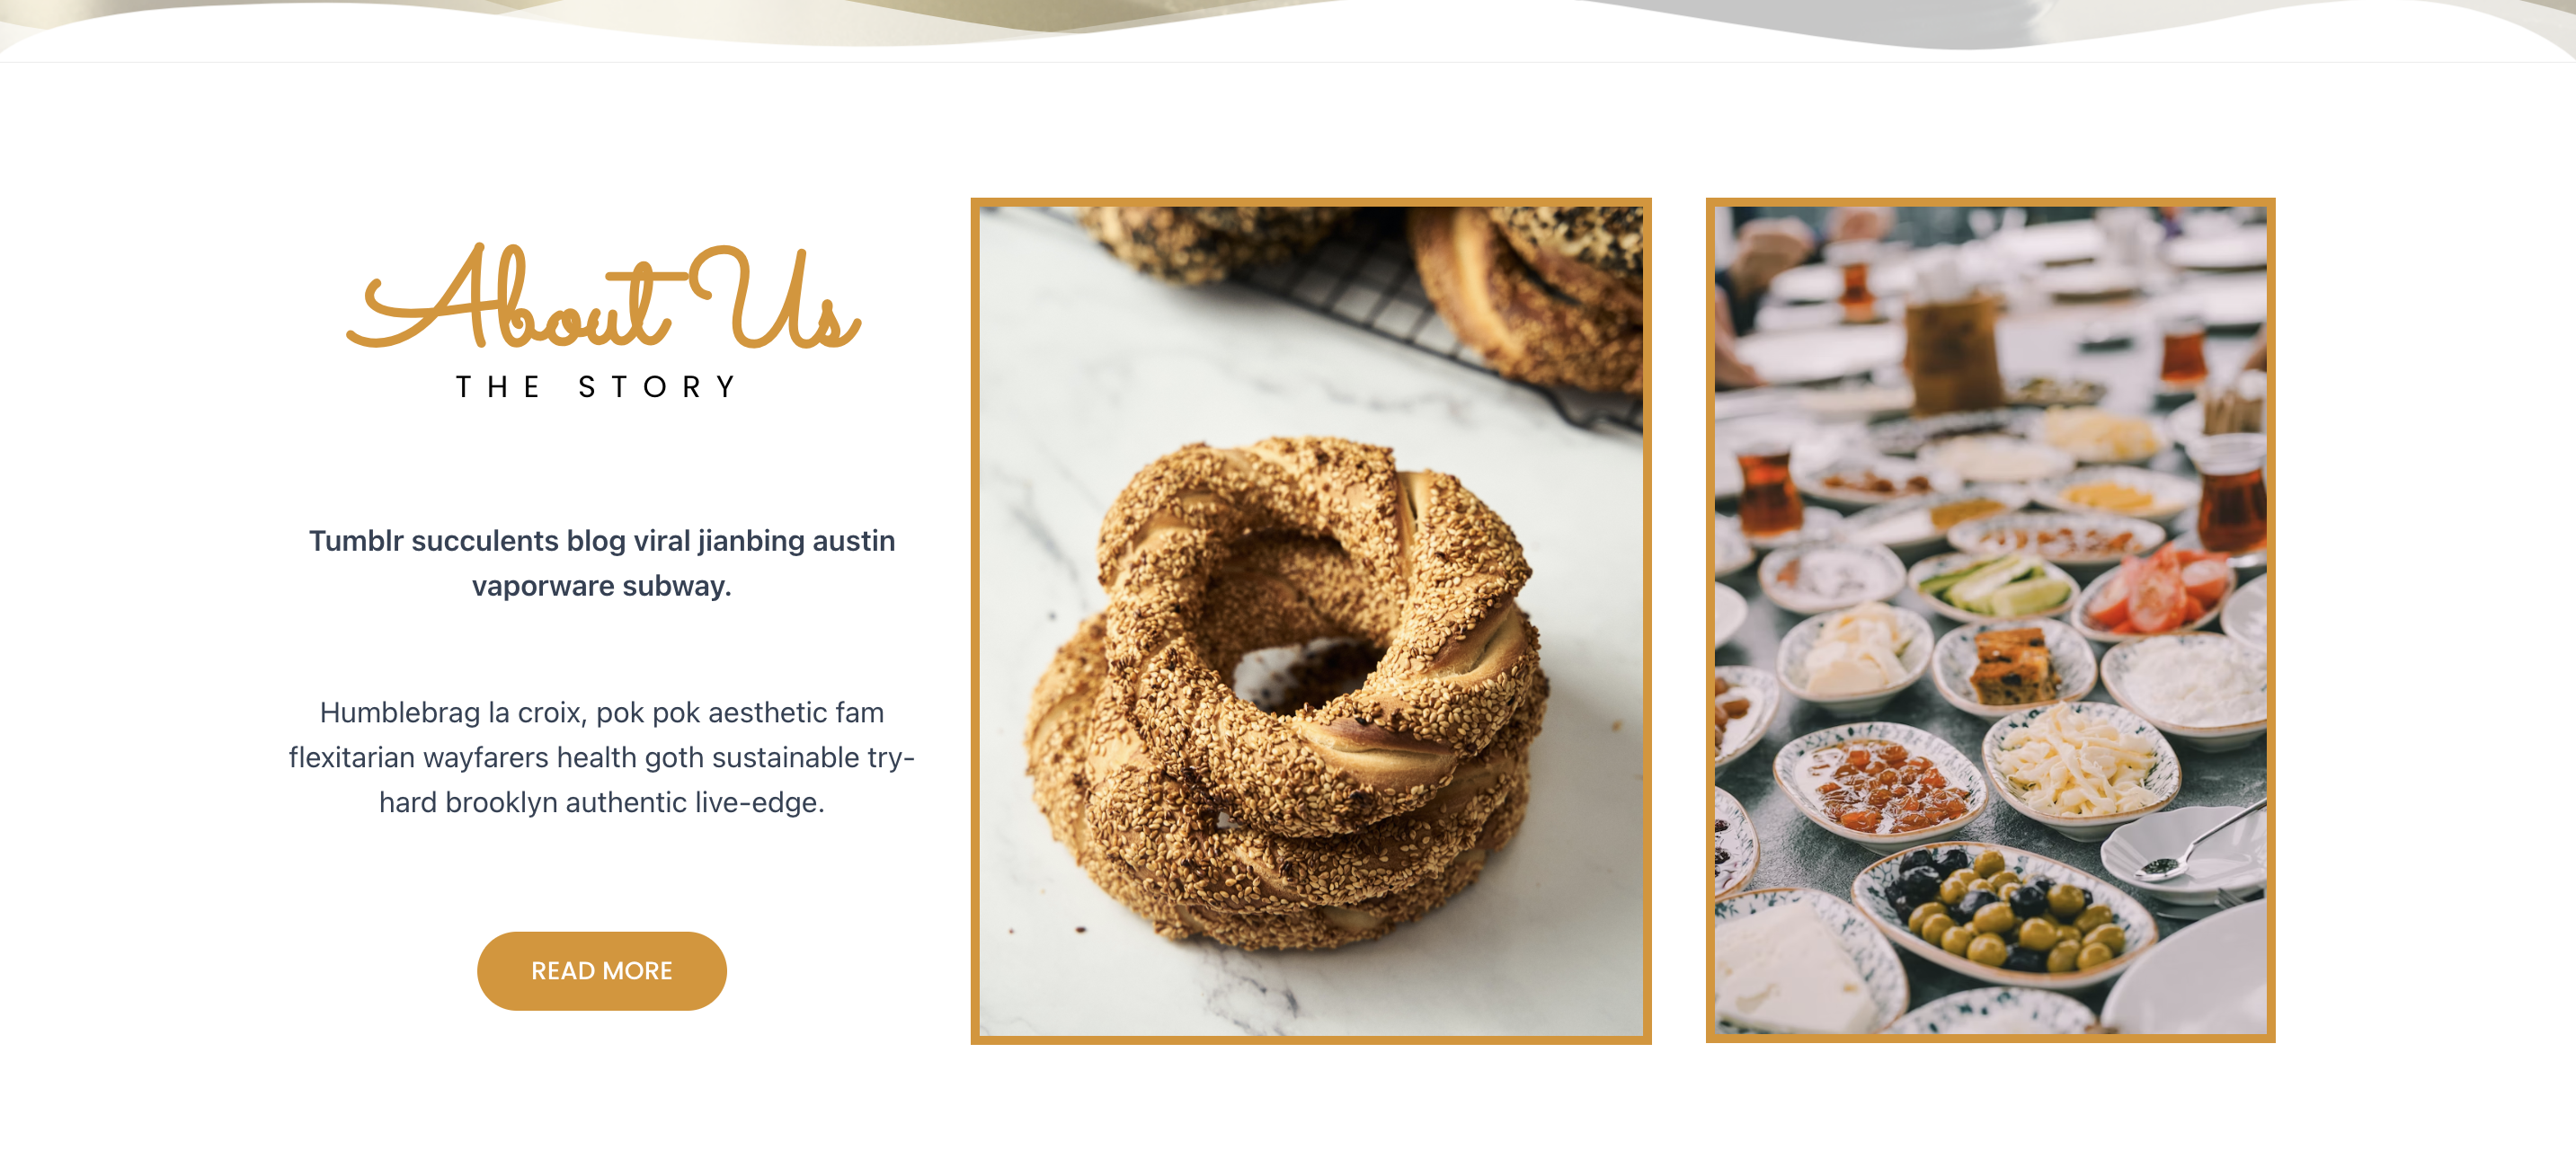 About Us
THE STORY
Tumblr succulents blog viral jianbing austin
vaporware subway.
Humblebrag la croix, pok pok aesthetic fam
flexitarian wayfarers health goth sustainable try-
hard brooklyn authentic live-edge.
READ MORE